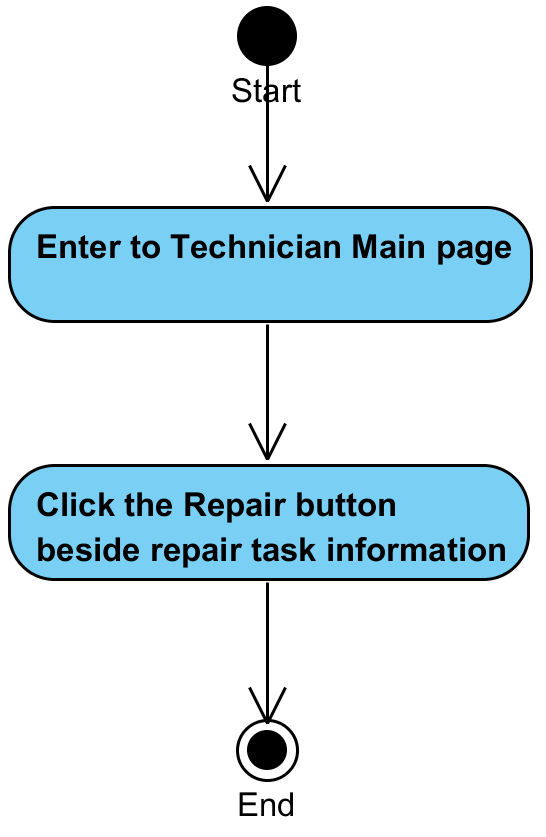 Start
Enter to Technician Main page
Click the Repair button
beside repair task information
End